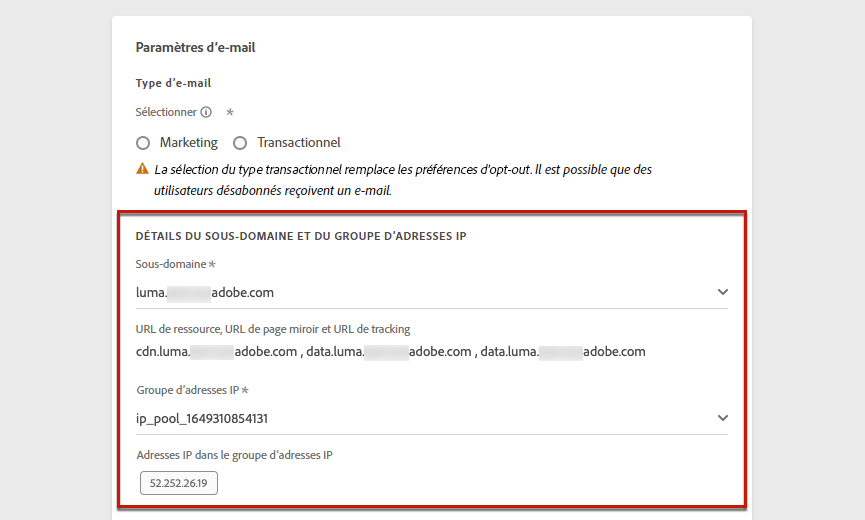 Paramètres d’e-mail
Type d’e-mail
Sélectionner *
Marketing Transactionnel
La sélection du type transactionnel remplace les préférences d'opt-out. Il est possible que des
utilisateurs désabonnés reçoivent un e-mail.
DÉTAILS DU SOUS-DOMAINE ET DU GROUPE D’ADRESSES IP
Sous-domaine *
luma. adobe.com
URL de ressource, URL de page miroir et URL de tracking
cdn.luma. adobe.com , data.luma. adobe.com , data.luma. adobe.com
Groupe d’adresses IP *
ip_pool_1649310854131
Adresses IP dans le groupe d’adresses IP
52.252.26.19